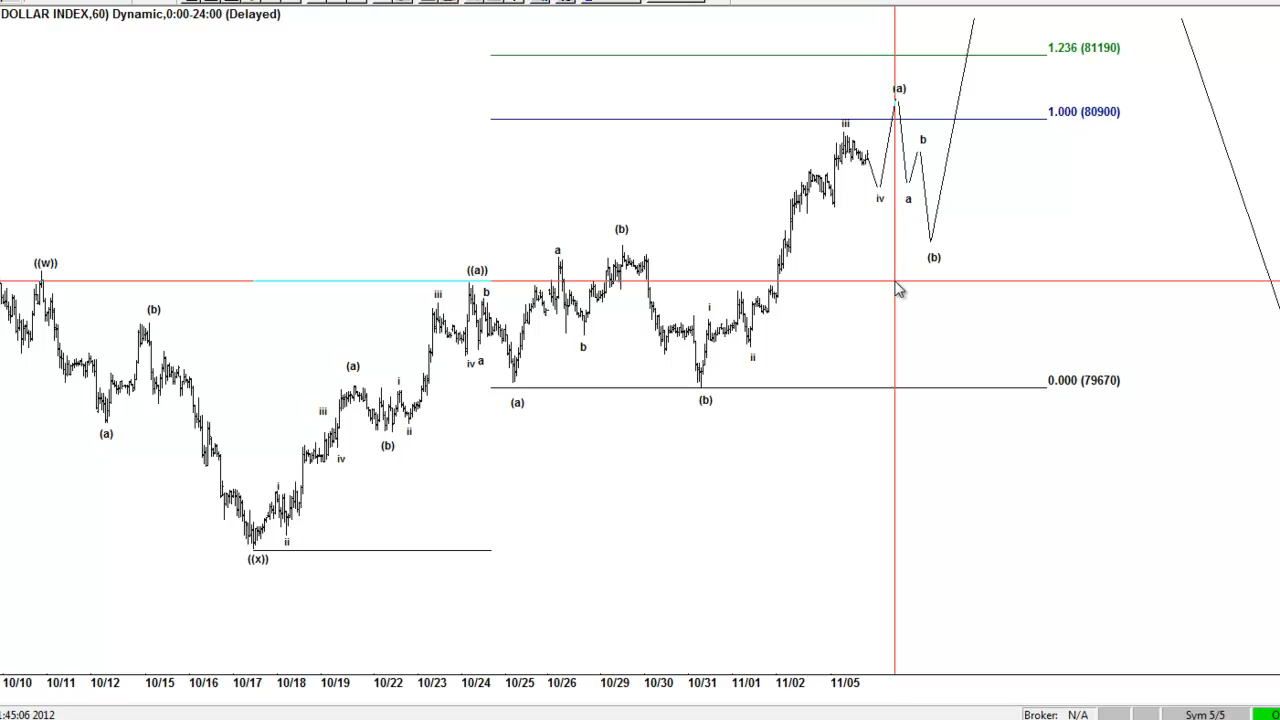 DOLLAR INDEX,60) Dynamic,0:00-24:00 (Delayed)
1.236 (81190)
(a)
1.000 (80900)
iii
b
iv
a
(b)
((w))
(b)
(a)
((x))
i
ii
iii
iv
(a)
(b)
i
ii
iii
iv
((a))
a
b
(a)
a
b
(b)
(b)
i
ii
0.000 (79670)
10/10 10/11 10/12 10/15 10/16 10/17 10/18 10/19 10/22 10/23 10/24 10/25 10/26 10/29 10/30 10/31 11/01 11/02 11/05
:45:06 2012
Broker: N/A
Sym 5/5